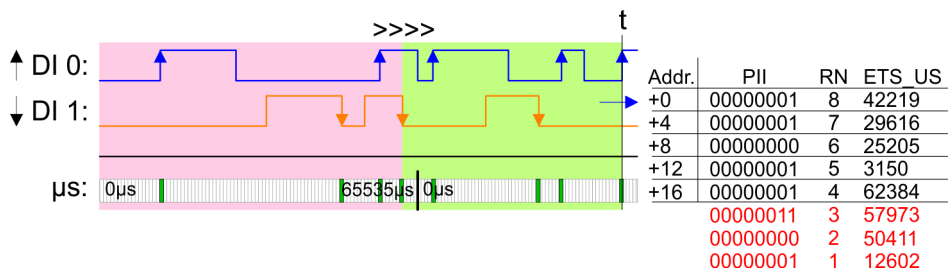 >>>> t
DI 0:
DI 1:
µs: 0µs 65535µs 0µs
Addr. PII RN ETS_US
+0 00000001 8 42219
+4 00000001 7 29616
+8 00000000 6 25205
+12 00000001 5 3150
+16 00000001 4 62384
00000011 3 57973
00000000 2 50411
00000001 1 12602